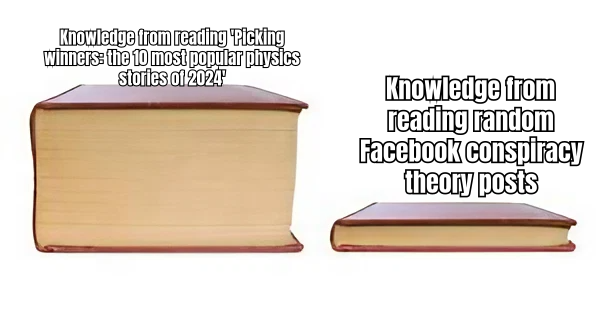 Knowledge from reading 'Picking
winners: the 10 most popular physics
stories of 2024'
Knowledge from
reading random
Facebook conspiracy
theory posts